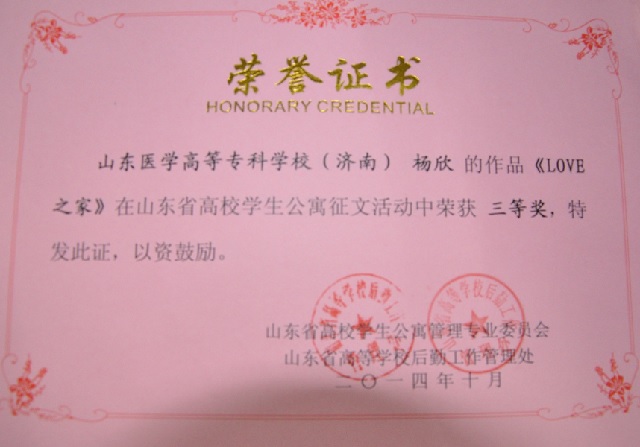 荣誉证书
HONORARY CREDENTIAL
山东医学高等专科学校（济南） 杨欣 的作品《LOVE
之家》在山东省高校学生公寓征文活动中荣获 三等奖，特
发此证，以资鼓励。
山东省高校学生公寓管理专业委员会
山东省高等学校后勤工作管理处
二〇一四年十月